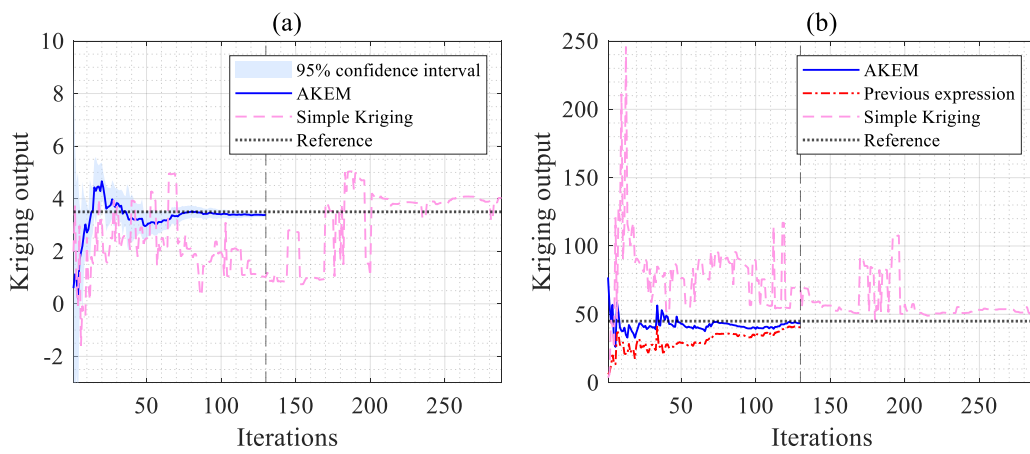 (a)
10
8
6
4
2
0
-2
Kriging output
95% confidence interval
AKEM
Simple Kriging
Reference
50
100
150
200
250
Iterations
(b)
250
200
150
100
50
0
Kriging output
AKEM
Previous expression
Simple Kriging
Reference
50
100
150
200
250
Iterations